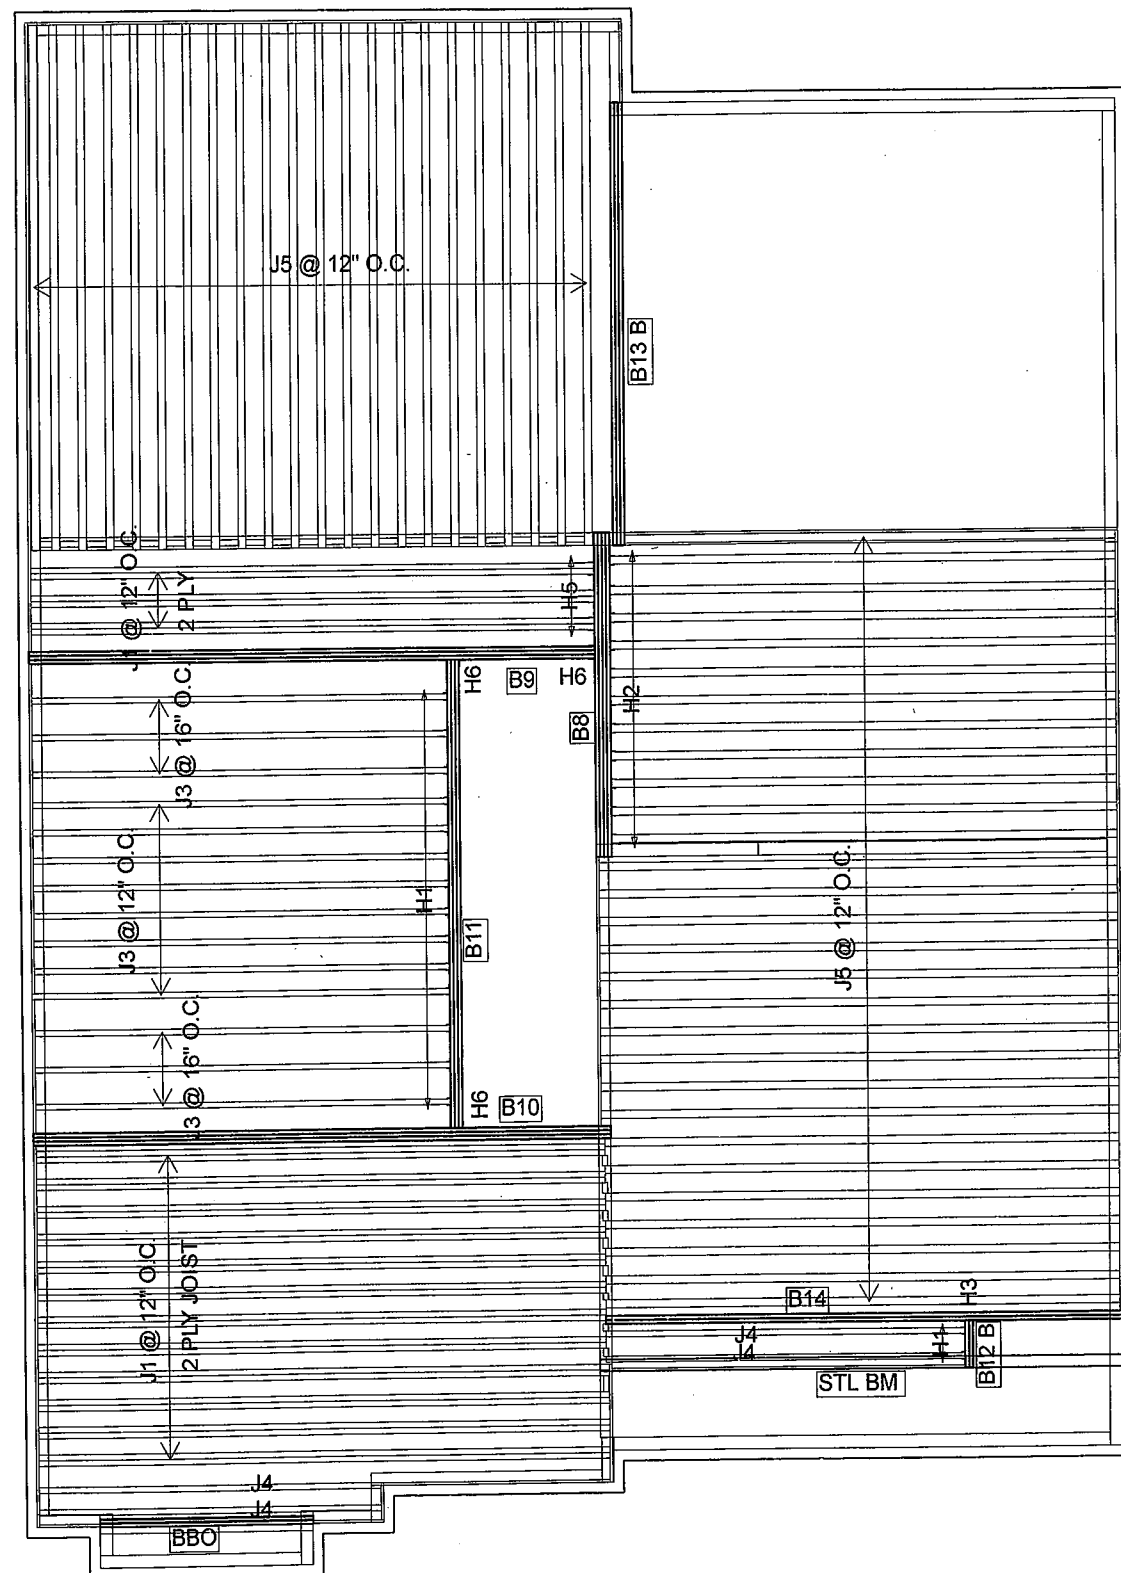 J5 @ 12" O.C.
B13 B
J1 @ 12" O.C.
2 PLY
H5
H6
B9
H6
B8
H2
J3 @ 16" O.C.
J3 @ 12" O.C.
H1
B11
J5 @ 12" O.C.
J3 @ 16" O.C.
H6
B10
J1 @ 12" O.C.
2 PLY JOIST
B14
H3
J4
J4
H1
B12 B
STL BM
J4
J4
BBO